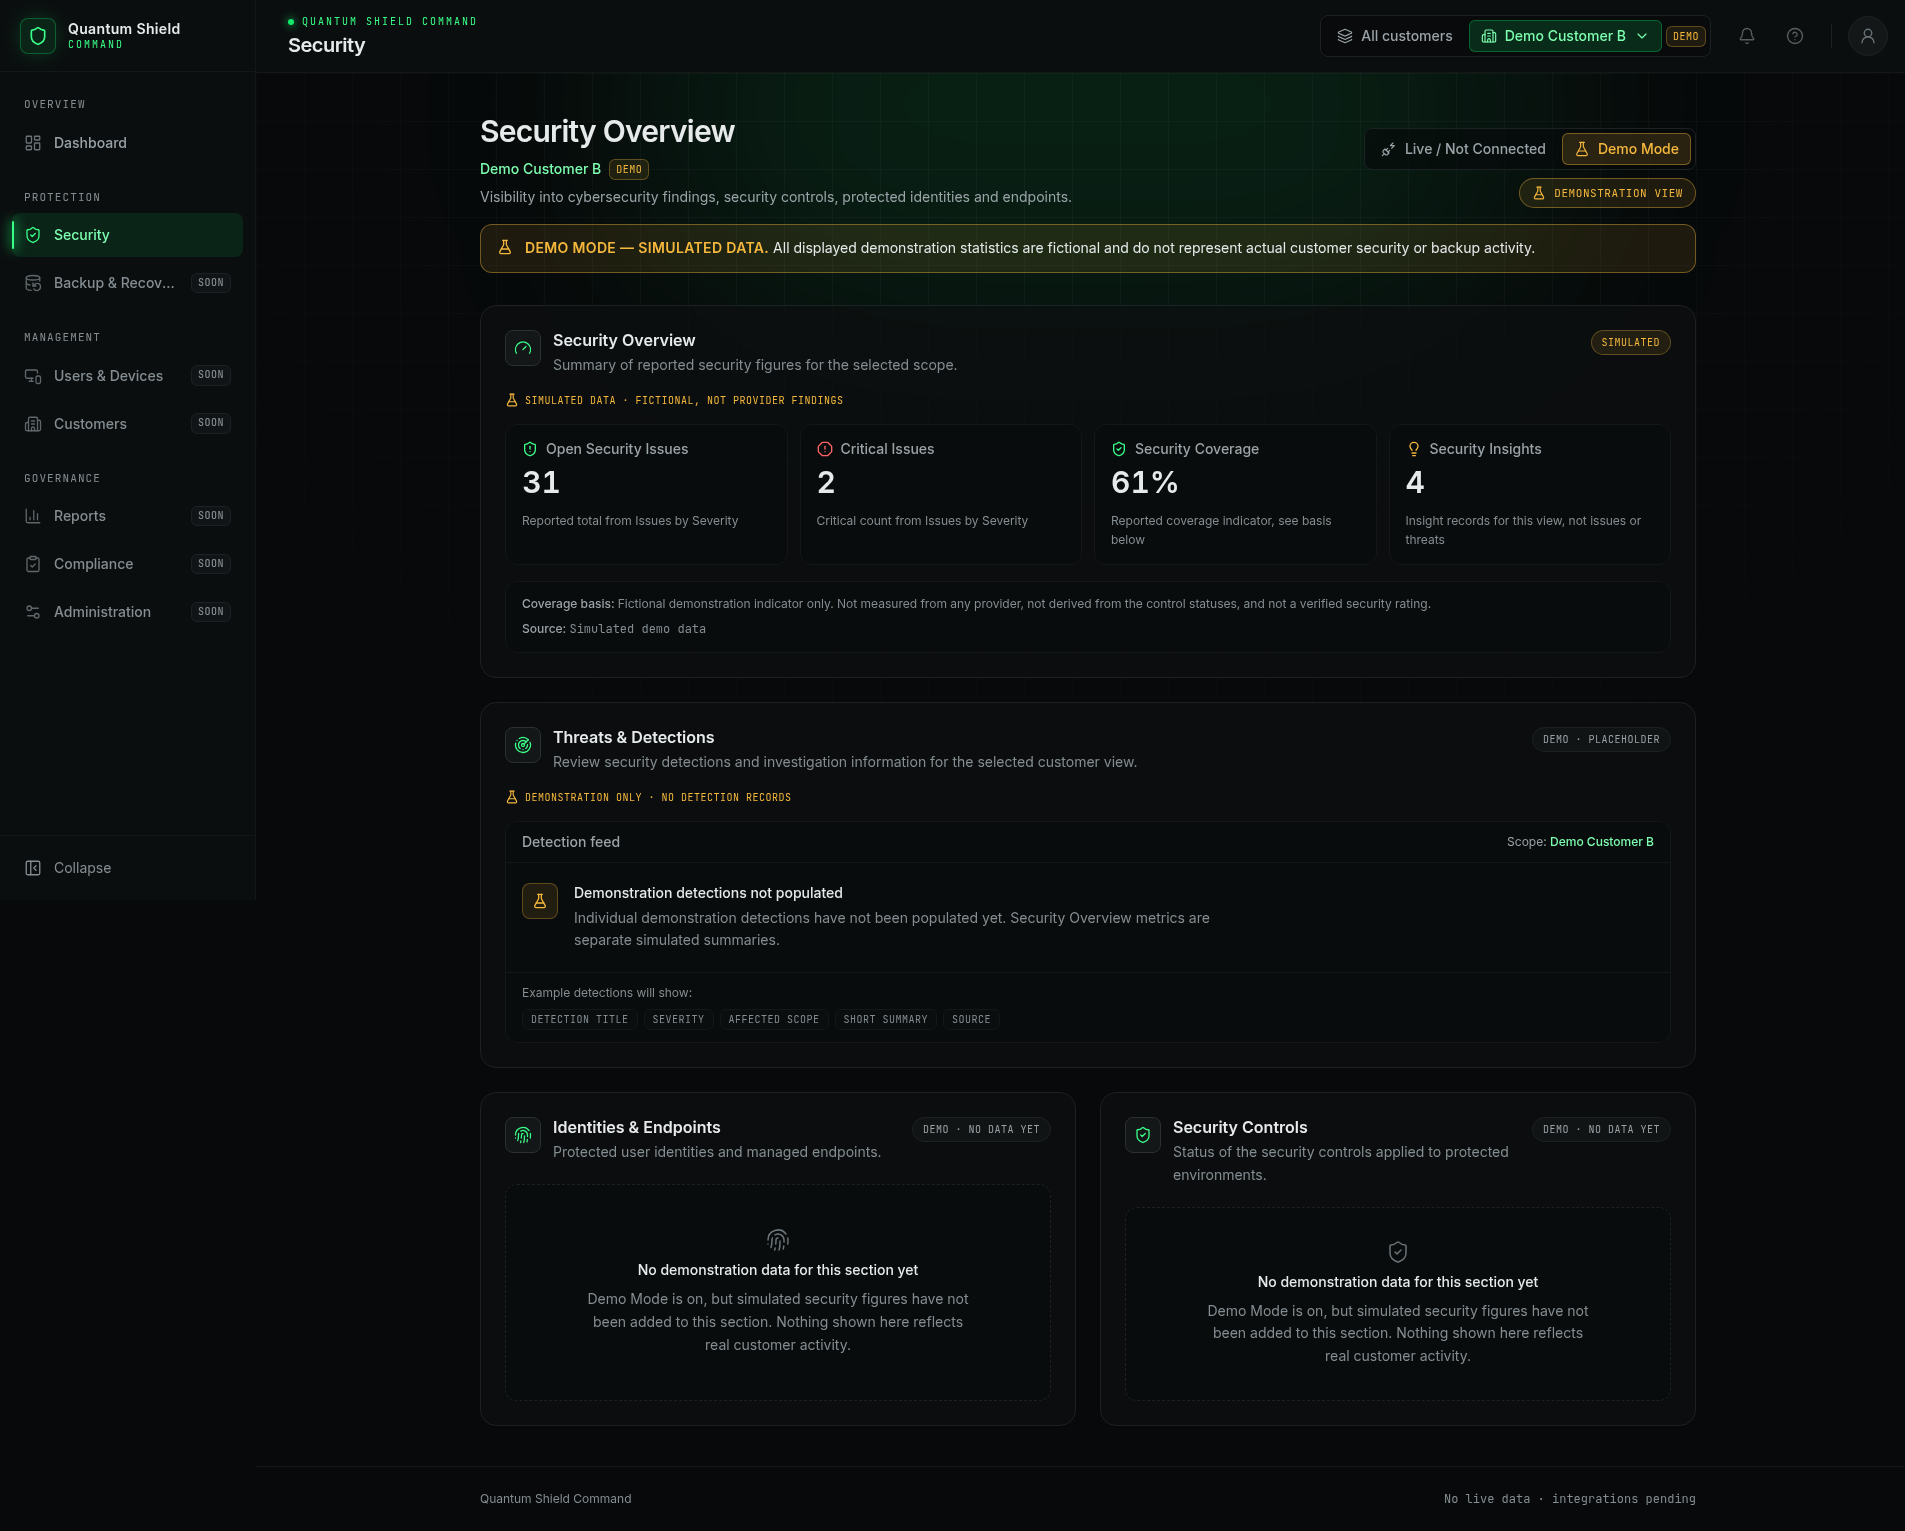 Quantum Shield
COMMAND
OVERVIEW
Dashboard
PROTECTION
Security
Backup & Recov... SOON
MANAGEMENT
Users & Devices SOON
Customers SOON
GOVERNANCE
Reports SOON
Compliance SOON
Administration SOON
Collapse
QUANTUM SHIELD COMMAND
Security
All customers Demo Customer B DEMO
Security Overview
Demo Customer B DEMO
Visibility into cybersecurity findings, security controls, protected identities and endpoints.
Live / Not Connected Demo Mode
DEMONSTRATION VIEW
DEMO MODE — SIMULATED DATA. All displayed demonstration statistics are fictional and do not represent actual customer security or backup activity.
Security Overview
Summary of reported security figures for the selected scope.
SIMULATED
SIMULATED DATA · FICTIONAL, NOT PROVIDER FINDINGS
Open Security Issues
31
Reported total from Issues by Severity
Critical Issues
2
Critical count from Issues by Severity
Security Coverage
61%
Reported coverage indicator, see basis
below
Security Insights
4
Insight records for this view, not issues or
threats
Coverage basis: Fictional demonstration indicator only. Not measured from any provider, not derived from the control statuses, and not a verified security rating.
Source: Simulated demo data
Threats & Detections
Review security detections and investigation information for the selected customer view.
DEMO · PLACEHOLDER
DEMONSTRATION ONLY · NO DETECTION RECORDS
Detection feed
Scope: Demo Customer B
Demonstration detections not populated
Individual demonstration detections have not been populated yet. Security Overview metrics are
separate simulated summaries.
Example detections will show:
DETECTION TITLE SEVERITY AFFECTED SCOPE SHORT SUMMARY SOURCE
Identities & Endpoints
Protected user identities and managed endpoints.
DEMO · NO DATA YET
No demonstration data for this section yet
Demo Mode is on, but simulated security figures have not
been added to this section. Nothing shown here reflects
real customer activity.
Security Controls
Status of the security controls applied to protected
environments.
DEMO · NO DATA YET
No demonstration data for this section yet
Demo Mode is on, but simulated security figures have not
been added to this section. Nothing shown here reflects
real customer activity.
Quantum Shield Command
No live data · integrations pending